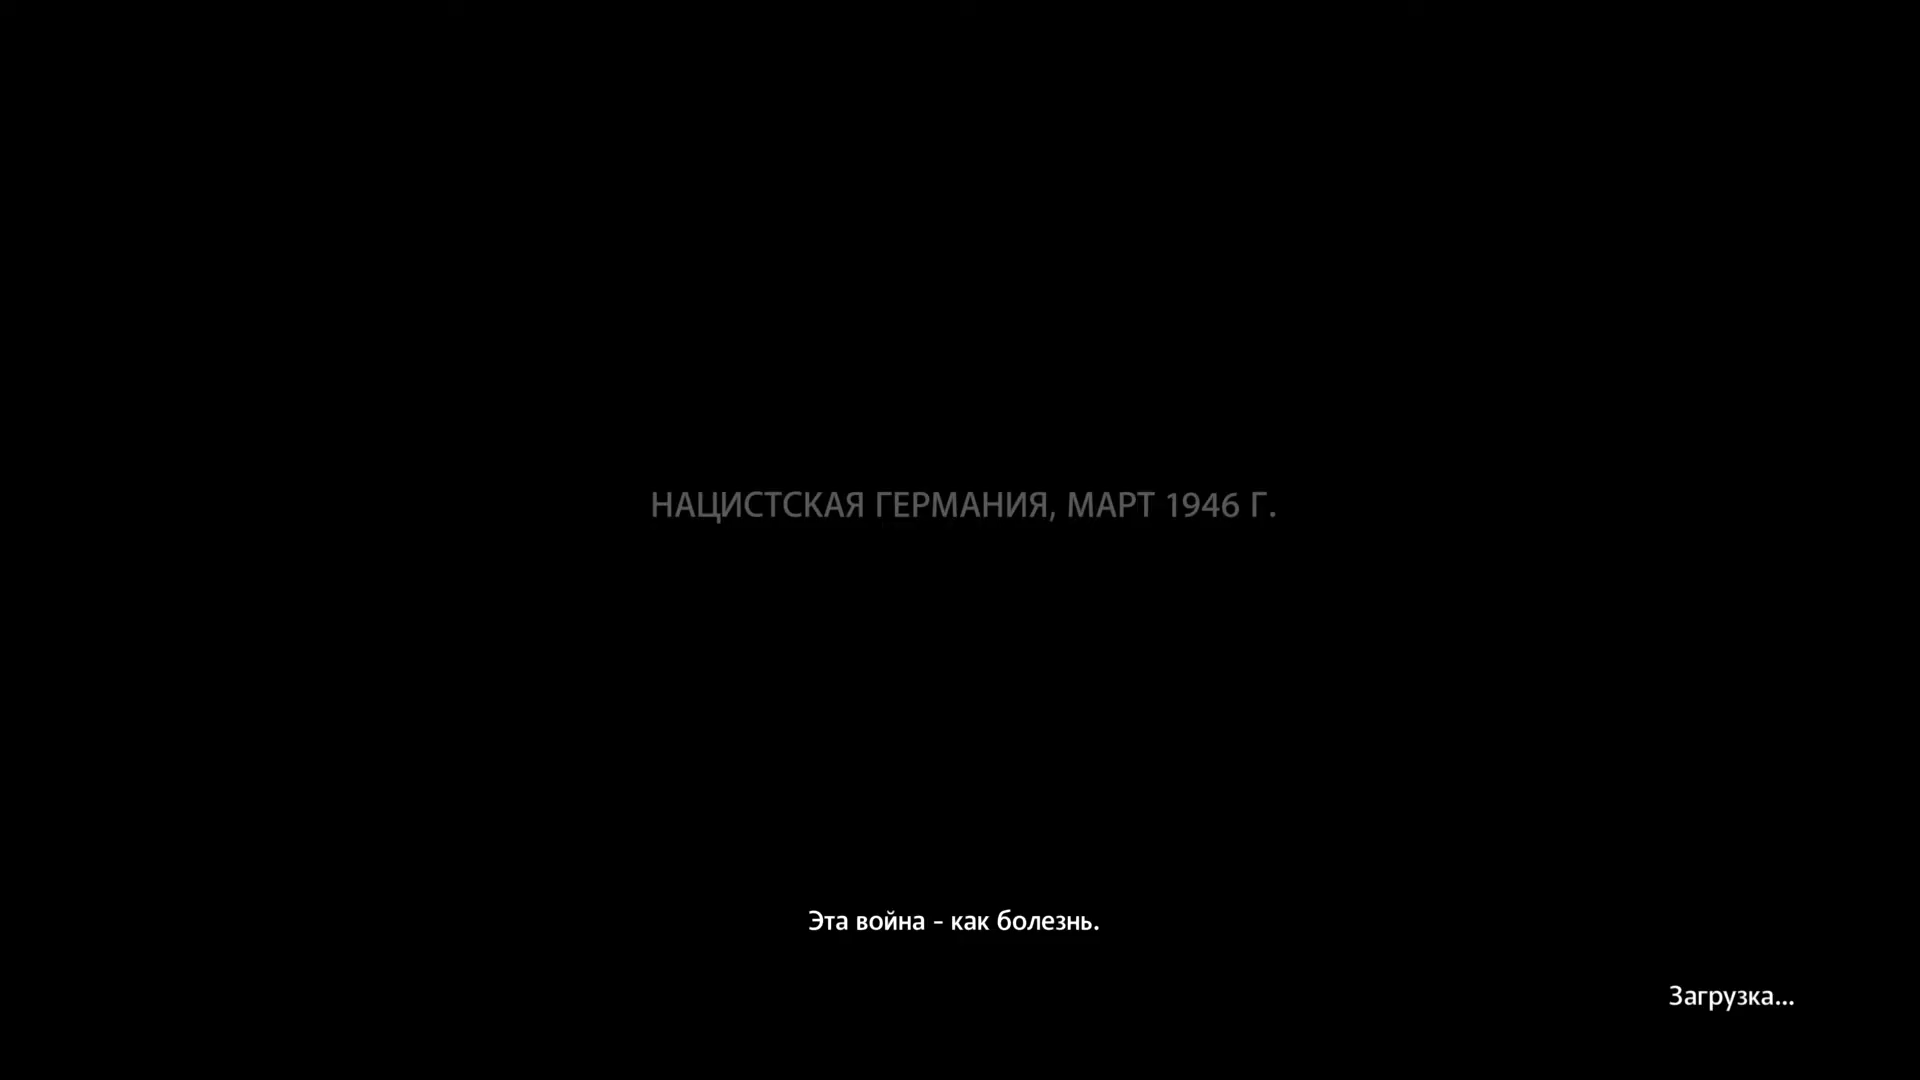 НАЦИСТСКАЯ ГЕРМАНИЯ, МАРТ 1946 Г.
Эта война - как болезнь.
Загрузка...